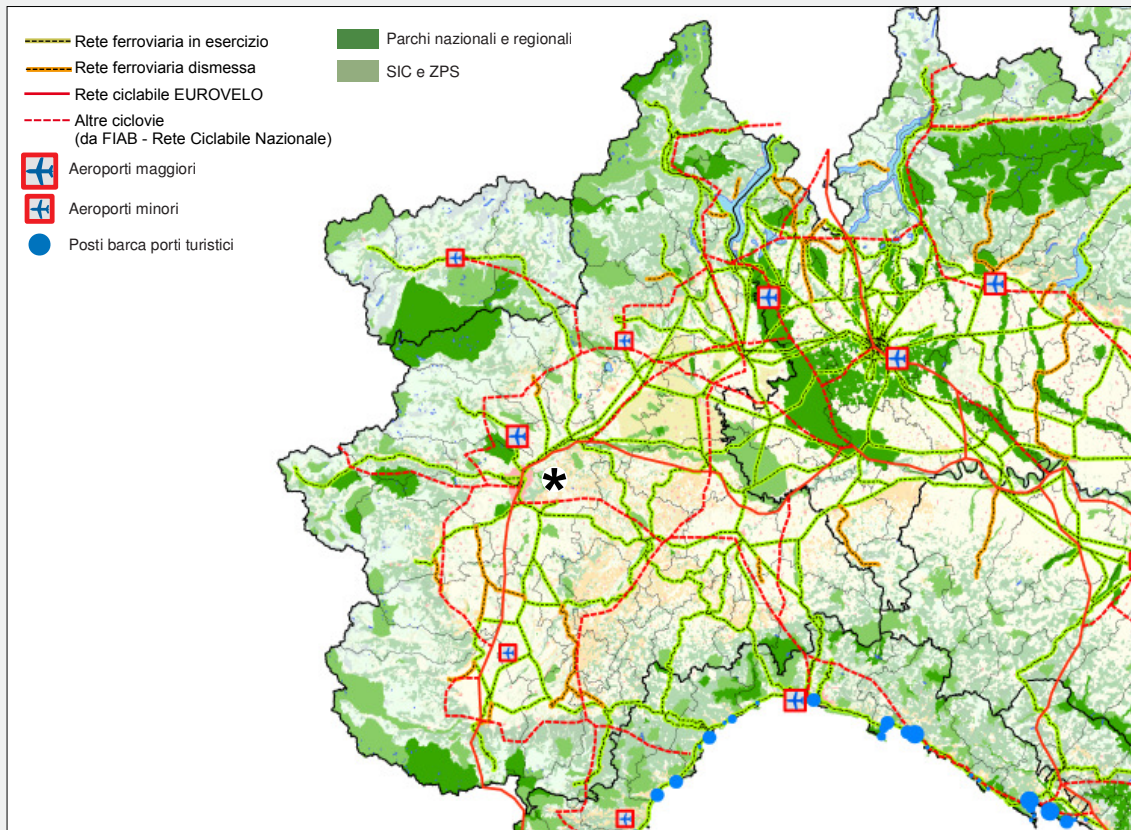 Rete ferroviaria in esercizio
Rete ferroviaria dismessa
Rete ciclabile EUROVELO
Altre ciclovie
(da FIAB - Rete Ciclabile Nazionale)
Aeroporti maggiori
Aeroporti minori
Posti barca porti turistici
Parchi nazionali e regionali
SIC e ZPS
*